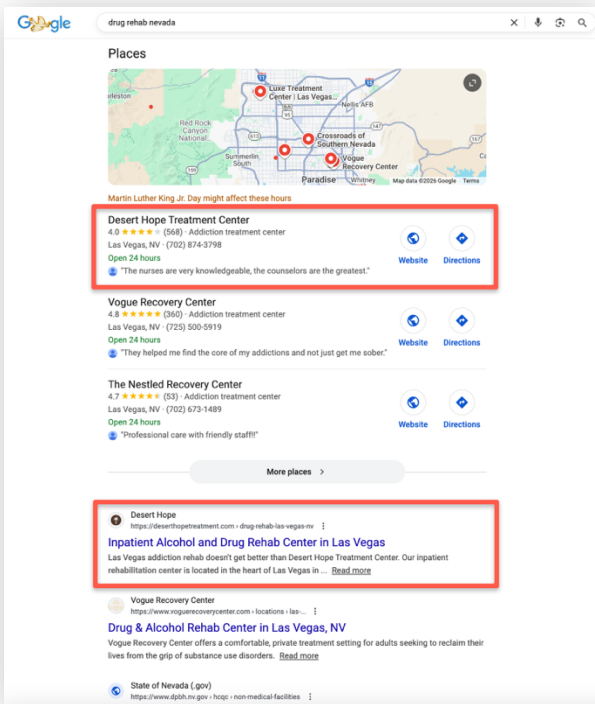 Google
drug rehab nevada
Places
Luxe Treatment
Center | Las Vegas...
Nellis AFB
arleston
Red Rock
Canyon
National...
Crossroads of
Southern Nevada
Summerlin
South
Vogue
Recovery Center
Paradise
Whitney
Map data ©2026 Google Terms
Martin Luther King Jr. Day might affect these hours
Desert Hope Treatment Center
4.0 (568) · Addiction treatment center
Las Vegas, NV · (702) 874-3798
Open 24 hours
"The nurses are very knowledgeable, the counselors are the greatest."
Website
Directions
Vogue Recovery Center
4.8 (360) · Addiction treatment center
Las Vegas, NV · (725) 500-5919
Open 24 hours
"They helped me find the core of my addictions and not just get me sober."
Website
Directions
The Nestled Recovery Center
4.7 (53) · Addiction treatment center
Las Vegas, NV · (702) 673-1489
Open 24 hours
"Professional care with friendly staff!!"
Website
Directions
More places >
Desert Hope
https://deserthopetreatment.com › drug-rehab-las-vegas-nv
Inpatient Alcohol and Drug Rehab Center in Las Vegas
Las Vegas addiction rehab doesn't get better than Desert Hope Treatment Center. Our inpatient
rehabilitation center is located in the heart of Las Vegas in ... Read more
Vogue Recovery Center
https://www.voguerecoverycenter.com › locations › las-...
Drug & Alcohol Rehab Center in Las Vegas, NV
Vogue Recovery Center offers a comfortable, private treatment setting for adults seeking to reclaim their
lives from the grip of substance use disorders. Read more
State of Nevada (.gov)
https://www.dpbh.nv.gov › hcqc › non-medical-facilities